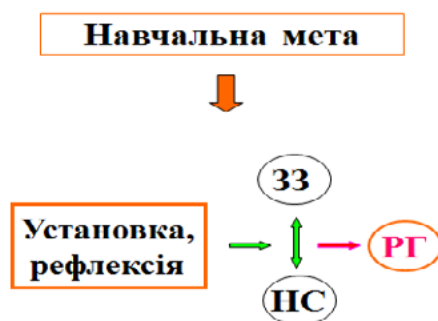 Навчальна мета
ЗЗ
Установка,
рефлексія
РГ
НС